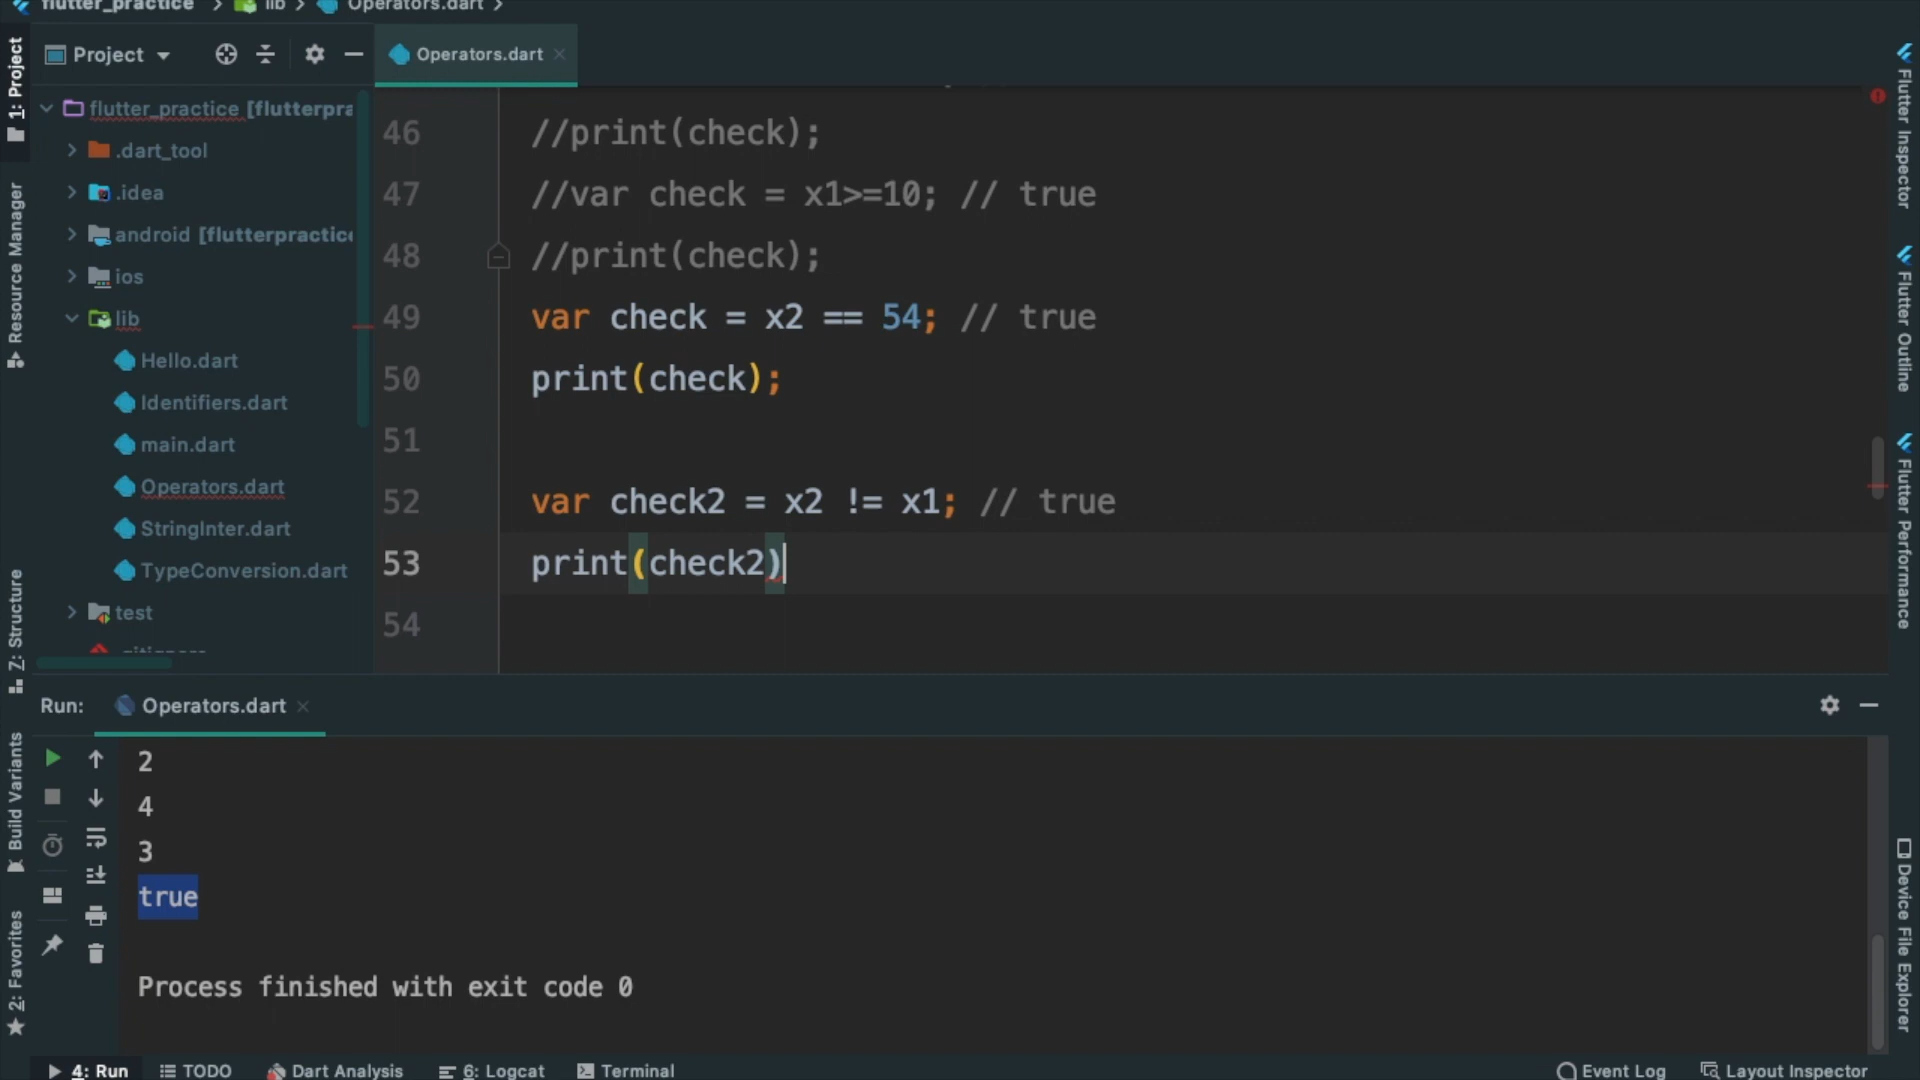 flutter_practice > lib > Operators.dart >
Project
Operators.dart
flutter_practice [flutterpra
.dart_tool
.idea
android [flutterpractice
ios
lib
Hello.dart
Identifiers.dart
main.dart
Operators.dart
StringInter.dart
TypeConversion.dart
test
.gitignore
46 //print(check);
47 //var check = x1>=10; // true
48 //print(check);
49 var check = x2 == 54; // true
50 print(check);
51
52 var check2 = x2 != x1; // true
53 print(check2)
54
1: Project
Resource Manager
Z: Structure
Build Variants
2: Favorites
Flutter Inspector
Flutter Outline
Flutter Performance
Device File Explorer
Run: Operators.dart
2
4
3
true
Process finished with exit code 0
4: Run TODO Dart Analysis 6: Logcat Terminal Event Log Layout Inspector